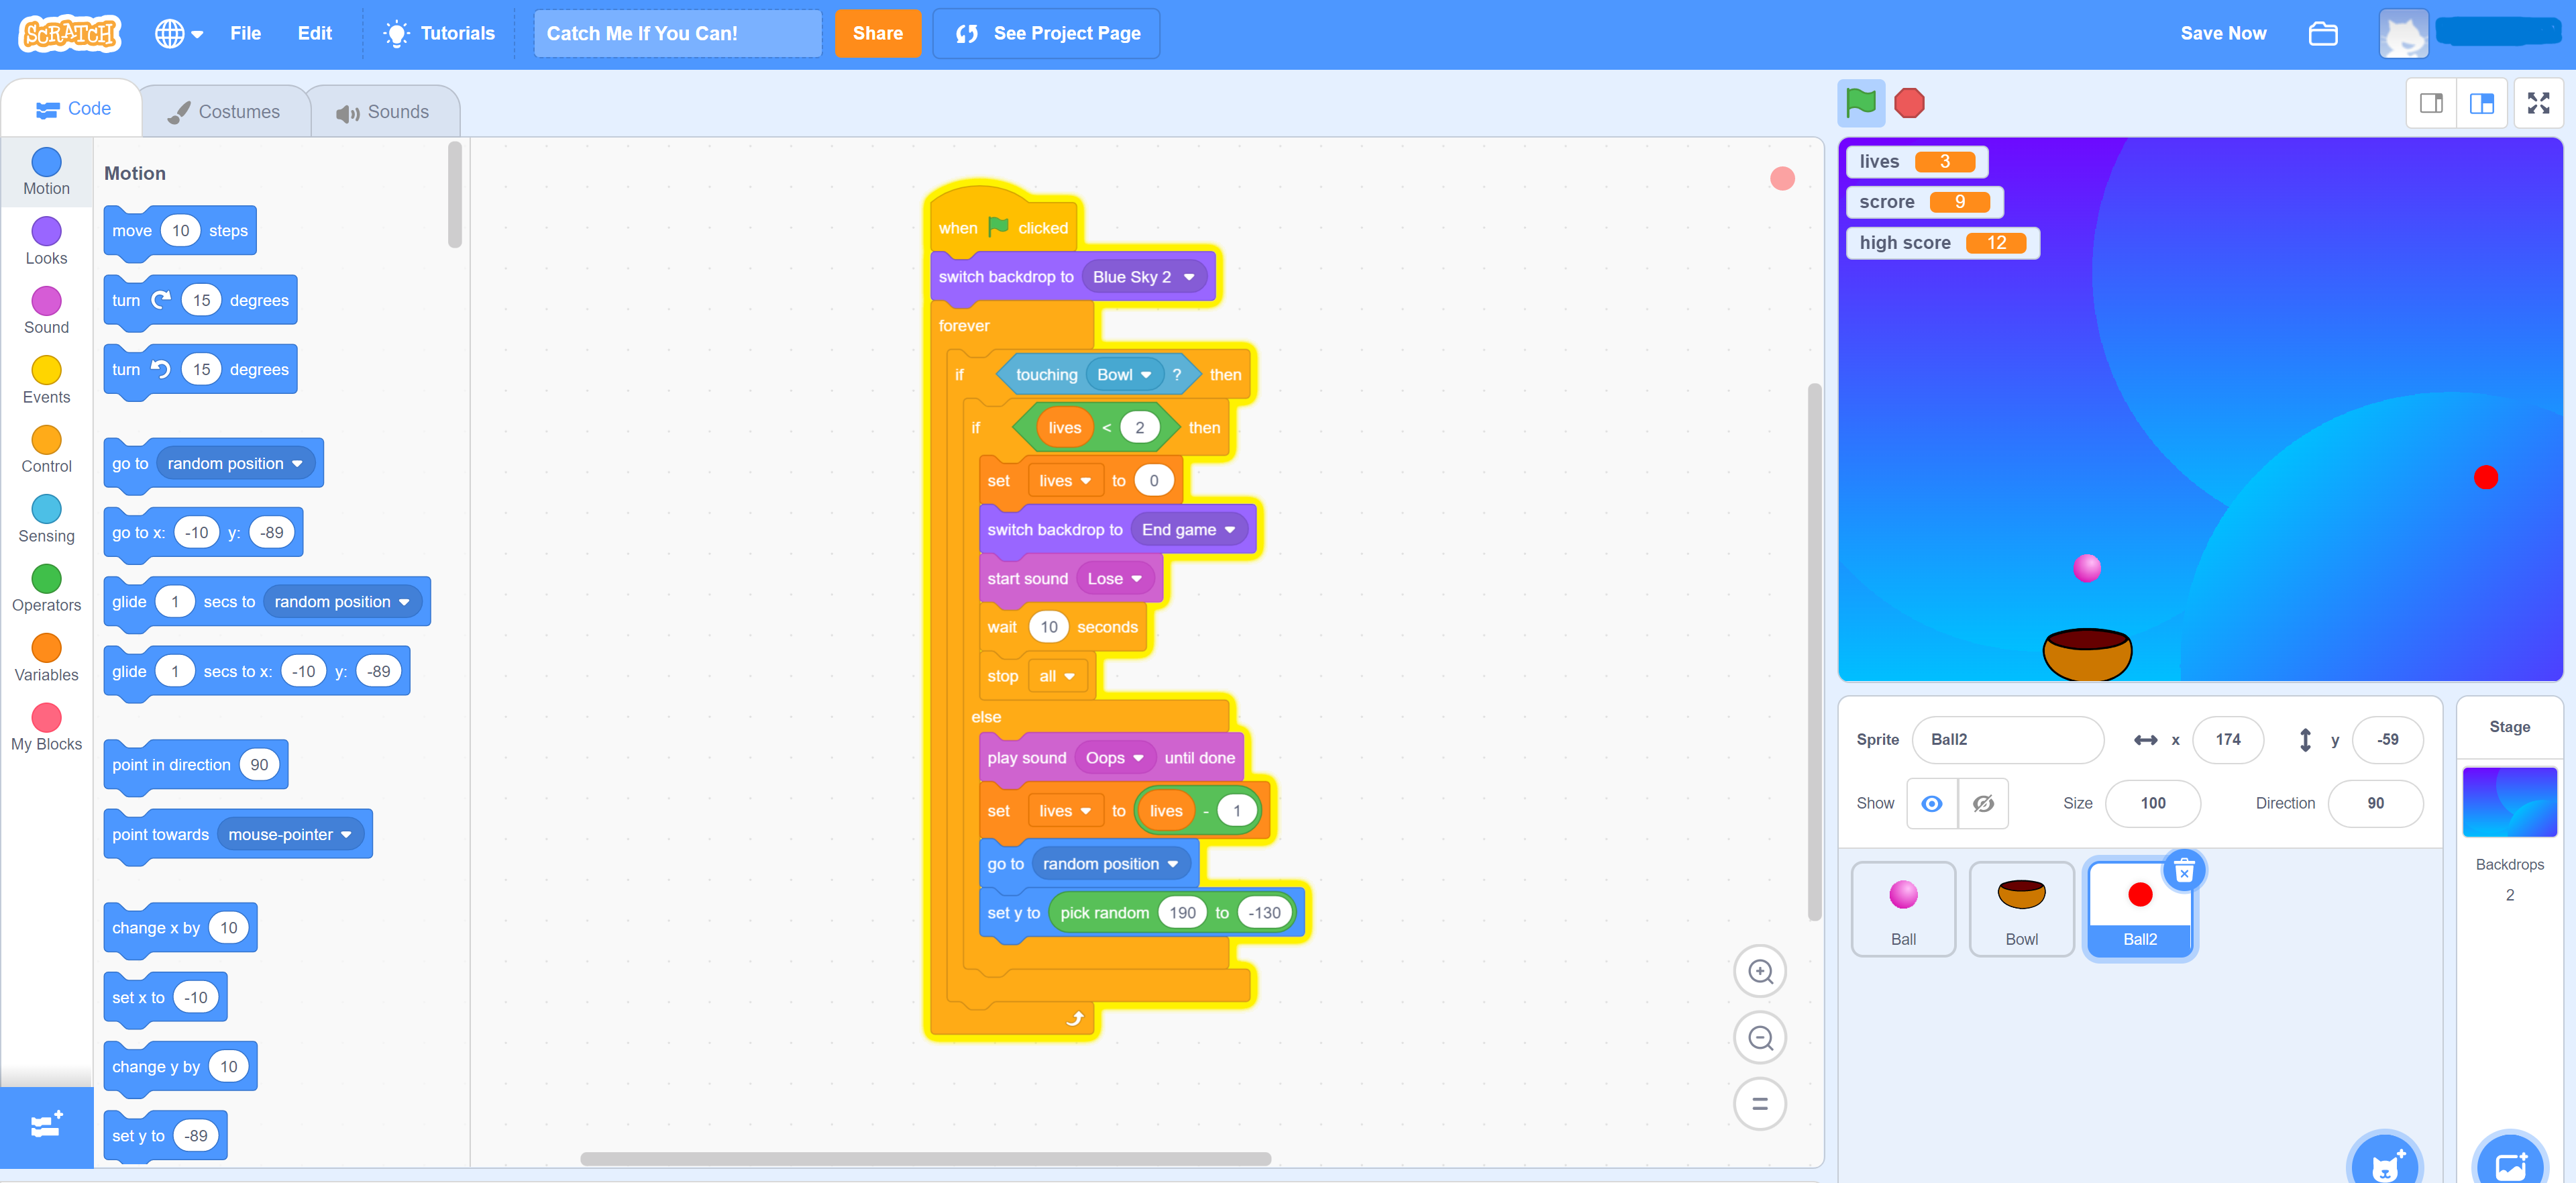 SCRATCH
File
Edit
Tutorials
Catch Me If You Can!
Share
See Project Page
Save Now
Code
Costumes
Sounds
Motion
Looks
Sound
Events
Control
Sensing
Operators
Variables
My Blocks
Motion
move 10 steps
turn 15 degrees
turn 15 degrees
go to random position
go to x: -10 y: -89
glide 1 secs to random position
glide 1 secs to x: -10 y: -89
point in direction 90
point towards mouse-pointer
change x by 10
set x to -10
change y by 10
set y to -89
when clicked
switch backdrop to Blue Sky 2
forever
if touching Bowl ? then
if lives < 2 then
set lives to 0
switch backdrop to End game
start sound Lose
wait 10 seconds
stop all
else
play sound Oops until done
set lives to lives - 1
go to random position
set y to pick random 190 to -130
lives 3
scrore 9
high score 12
Sprite Ball2 x 174 y -59
Show Size 100 Direction 90
Ball
Bowl
Ball2
Stage
Backdrops
2